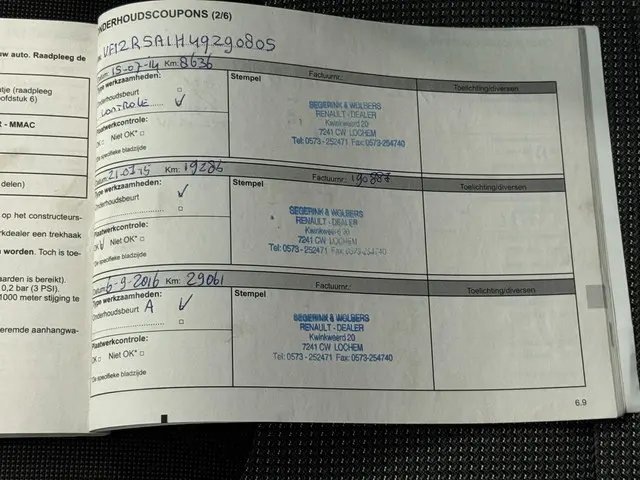 uw auto. Raadpleeg de
tje (raadpleeg
oofdstuk 6)
- MMAC
delen)
op het constructeurs-
rkdealer een trekhaak
n worden. Toch is toe-
aarden is bereikt).
0,2 bar (3 PSI).
1000 meter stijging te
eremde aanhangwa-
NDERHOUDSCOUPONS (2/6)
VF12R5A1H49290805
Datum: 15-07-14 Km: 8636
Factuurnr.:
Toelichting/diversen
Type werkzaamheden:
Stempel
Onderhoudsbeurt
CONTROLE
Plaatwerkcontrole:
OK Niet OK*
*Zie specifieke bladzijde
SEGERINK & WOLBERS
RENAULT - DEALER
Kwinkweerd 20
7241 CW LOCHEM
Tel: 0573 - 252471 Fax: 0573-254740
Datum: 21-07-15 Km: 19286
Factuurnr.: 190887
Toelichting/diversen
Type werkzaamheden:
Stempel
Onderhoudsbeurt
Plaatwerkcontrole:
OK Niet OK*
*Zie specifieke bladzijde
SEGERINK & WOLBERS
RENAULT - DEALER
Kwinkweerd 20
7241 CW LOCHEM
Tel: 0573 - 252471 Fax: 0573-254740
Datum: 6-9-2016 Km: 29061
Factuurnr.:
Toelichting/diversen
Type werkzaamheden:
Stempel
Onderhoudsbeurt A
Plaatwerkcontrole:
OK Niet OK*
*Zie specifieke bladzijde
SEGERINK & WOLBERS
RENAULT - DEALER
Kwinkweerd 20
7241 CW LOCHEM
Tel: 0573 - 252471 Fax: 0573-254740
6.9